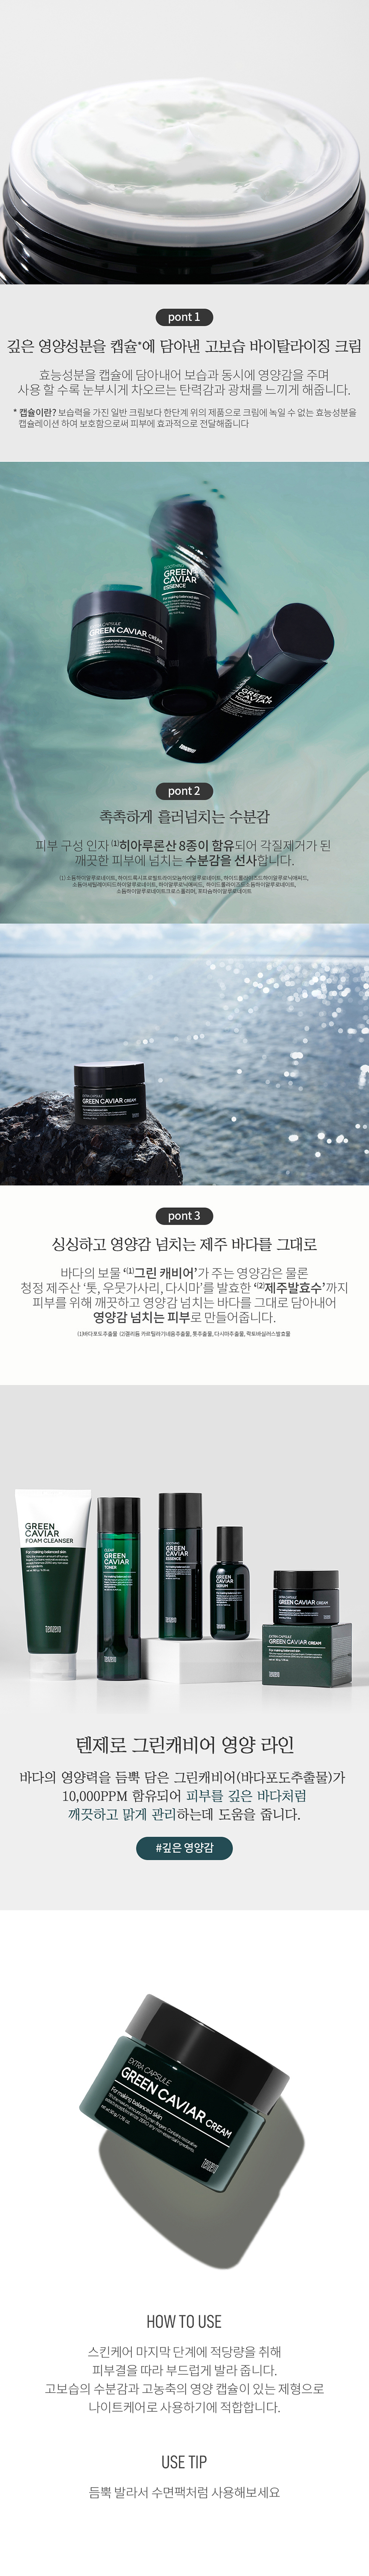 pont 1
깊은 영양성분을 캡슐*에 담아낸 고보습 바이탈라이징 크림
효능성분을 캡슐에 담아내어 보습과 동시에 영양감을 주며
사용 할 수록 눈부시게 차오르는 탄력감과 광채를 느끼게 해줍니다.
* 캡슐이란? 보습력을 가진 일반 크림보다 한단계 위의 제품으로 크림에 녹일 수 없는 효능성분을
캡슐레이션 하여 보호함으로써 피부에 효과적으로 전달해줍니다
GREEN
CAVIAR
ESSENCE
GREEN CAVIAR CREAM
GREEN
CAVIAR
pont 2
촉촉하게 흘러넘치는 수분감
피부 구성 인자 (1)히아루론산 8종이 함유되어 각질제거가 된
깨끗한 피부에 넘치는 수분감을 선사합니다.
EXTRA CAPSULE
GREEN CAVIAR CREAM
pont 3
싱싱하고 영양감 넘치는 제주 바다를 그대로
바다의 보물 ‘(1)그린 캐비어’가 주는 영양감은 물론
청정 제주산 ‘톳, 우뭇가사리, 다시마’를 발효한 ‘(2)제주발효수’까지
피부를 위해 깨끗하고 영양감 넘치는 바다를 그대로 담아내어
영양감 넘치는 피부로 만들어줍니다.
GREEN
CAVIAR
FOAM CLEANSER
For making balanced skin
CLEAR
GREEN
CAVIAR
TONER
GREEN
CAVIAR
ESSENCE
GREEN
CAVIAR
SERUM
GREEN CAVIAR CREAM
EXTRA CAPSULE
GREEN CAVIAR CREAM
For making balanced skin
텐제로 그린캐비어 영양 라인
바다의 영양력을 듬뿍 담은 그린캐비어(바다포도추출물)가
10,000PPM 함유되어 피부를 깊은 바다처럼
깨끗하고 맑게 관리하는데 도움을 줍니다.
#깊은 영양감
EXTRA CAPSULE
GREEN CAVIAR CREAM
For making balanced skin
HOW TO USE
스킨케어 마지막 단계에 적당량을 취해
피부결을 따라 부드럽게 발라 줍니다.
고보습의 수분감과 고농축의 영양 캡슐이 있는 제형으로
나이트케어로 사용하기에 적합합니다.
USE TIP
듬뿍 발라서 수면팩처럼 사용해보세요